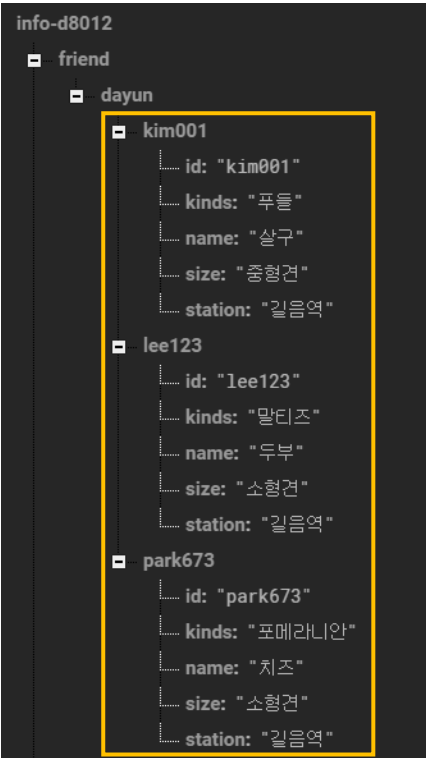 info-d8012
friend
dayun
kim001
id: "kim001"
kinds: "푸들"
name: "살구"
size: "중형견"
station: "길음역"
lee123
id: "lee123"
kinds: "말티즈"
name: "두부"
size: "소형견"
station: "길음역"
park673
id: "park673"
kinds: "포메라니안"
name: "치즈"
size: "소형견"
station: "길음역"